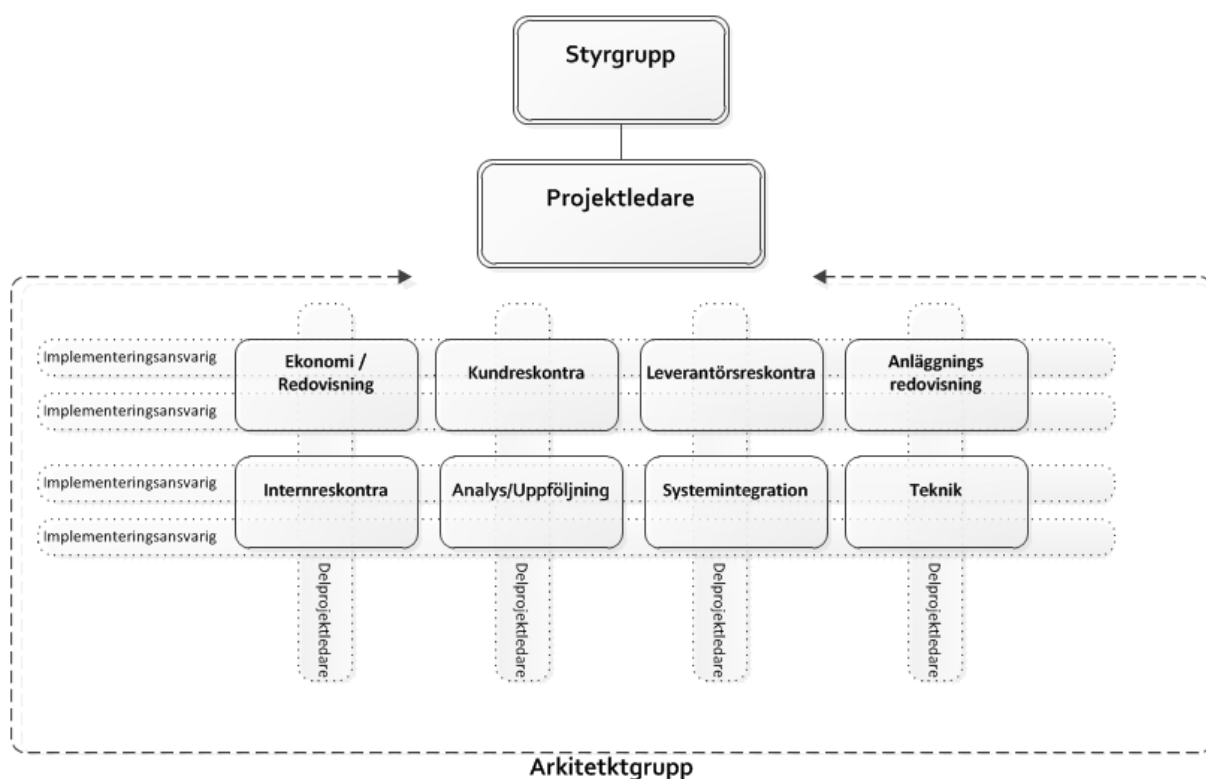 Styrgrupp
Projektledare
Implementeringsansvarig
Ekonomi /
Redovisning
Kundreskontra
Leverantörsreskontra
Anläggnings
redovisning
Implementeringsansvarig
Implementeringsansvarig
Internreskontra
Analys/Uppföljning
Systemintegration
Teknik
Implementeringsansvarig
Delprojektledare
Delprojektledare
Delprojektledare
Delprojektledare
Arkitetktgrupp